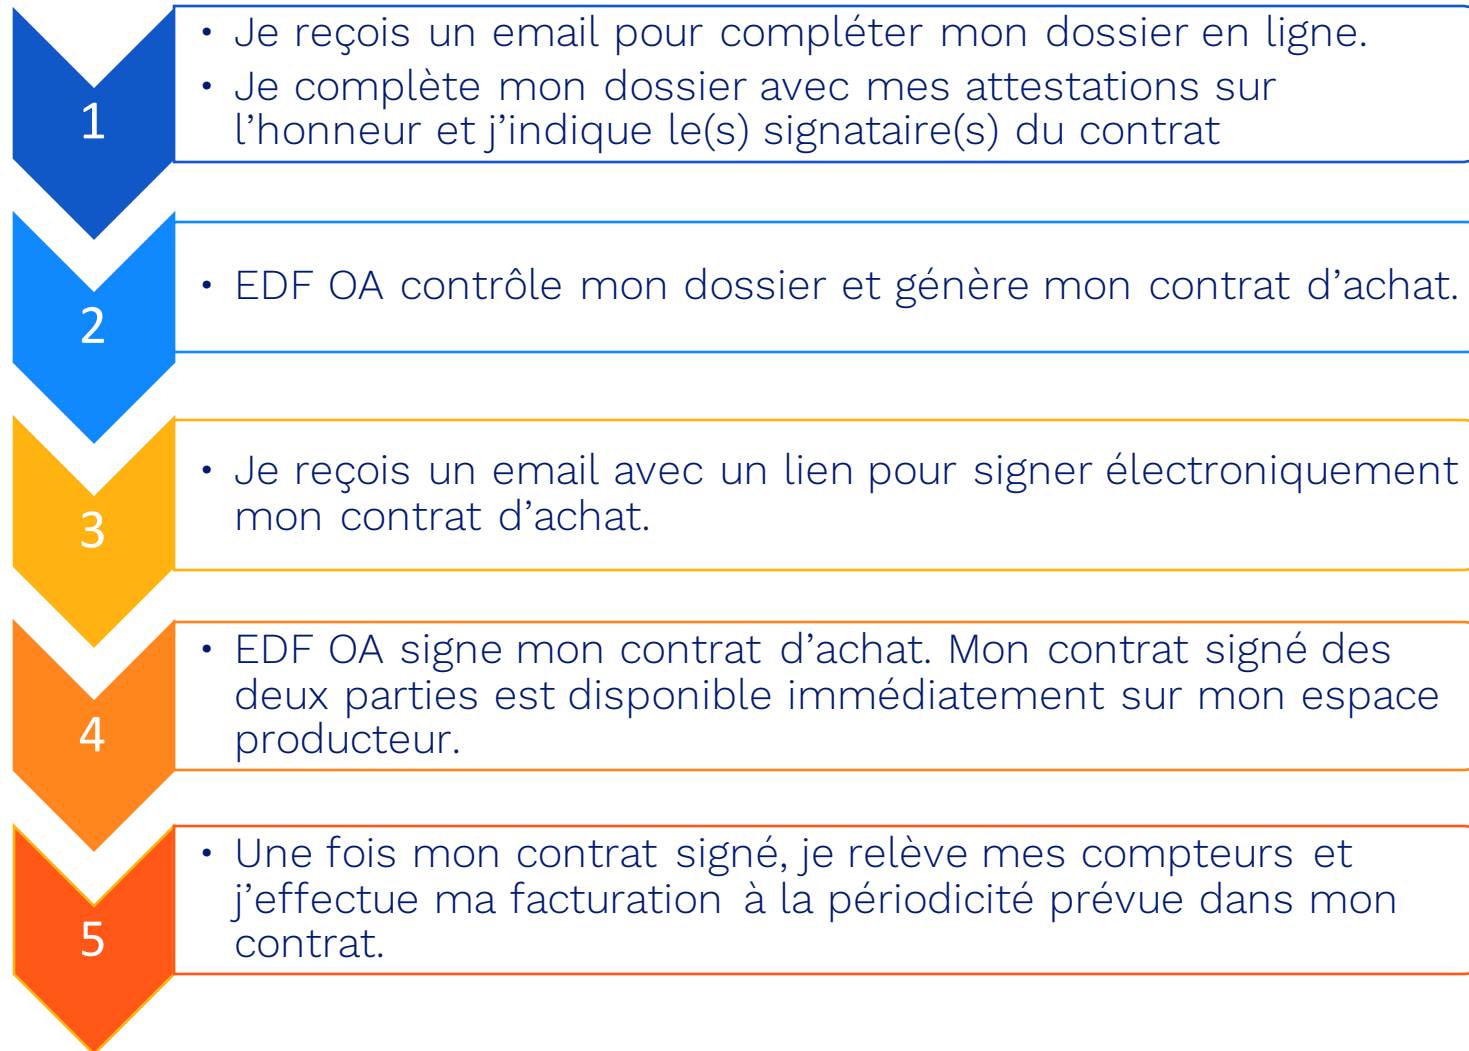 1
• Je reçois un email pour compléter mon dossier en ligne.
• Je complète mon dossier avec mes attestations sur
l’honneur et j’indique le(s) signataire(s) du contrat
2
• EDF OA contrôle mon dossier et génère mon contrat d’achat.
3
• Je reçois un email avec un lien pour signer électroniquement
mon contrat d’achat.
4
• EDF OA signe mon contrat d’achat. Mon contrat signé des
deux parties est disponible immédiatement sur mon espace
producteur.
5
• Une fois mon contrat signé, je relève mes compteurs et
j’effectue ma facturation à la périodicité prévue dans mon
contrat.